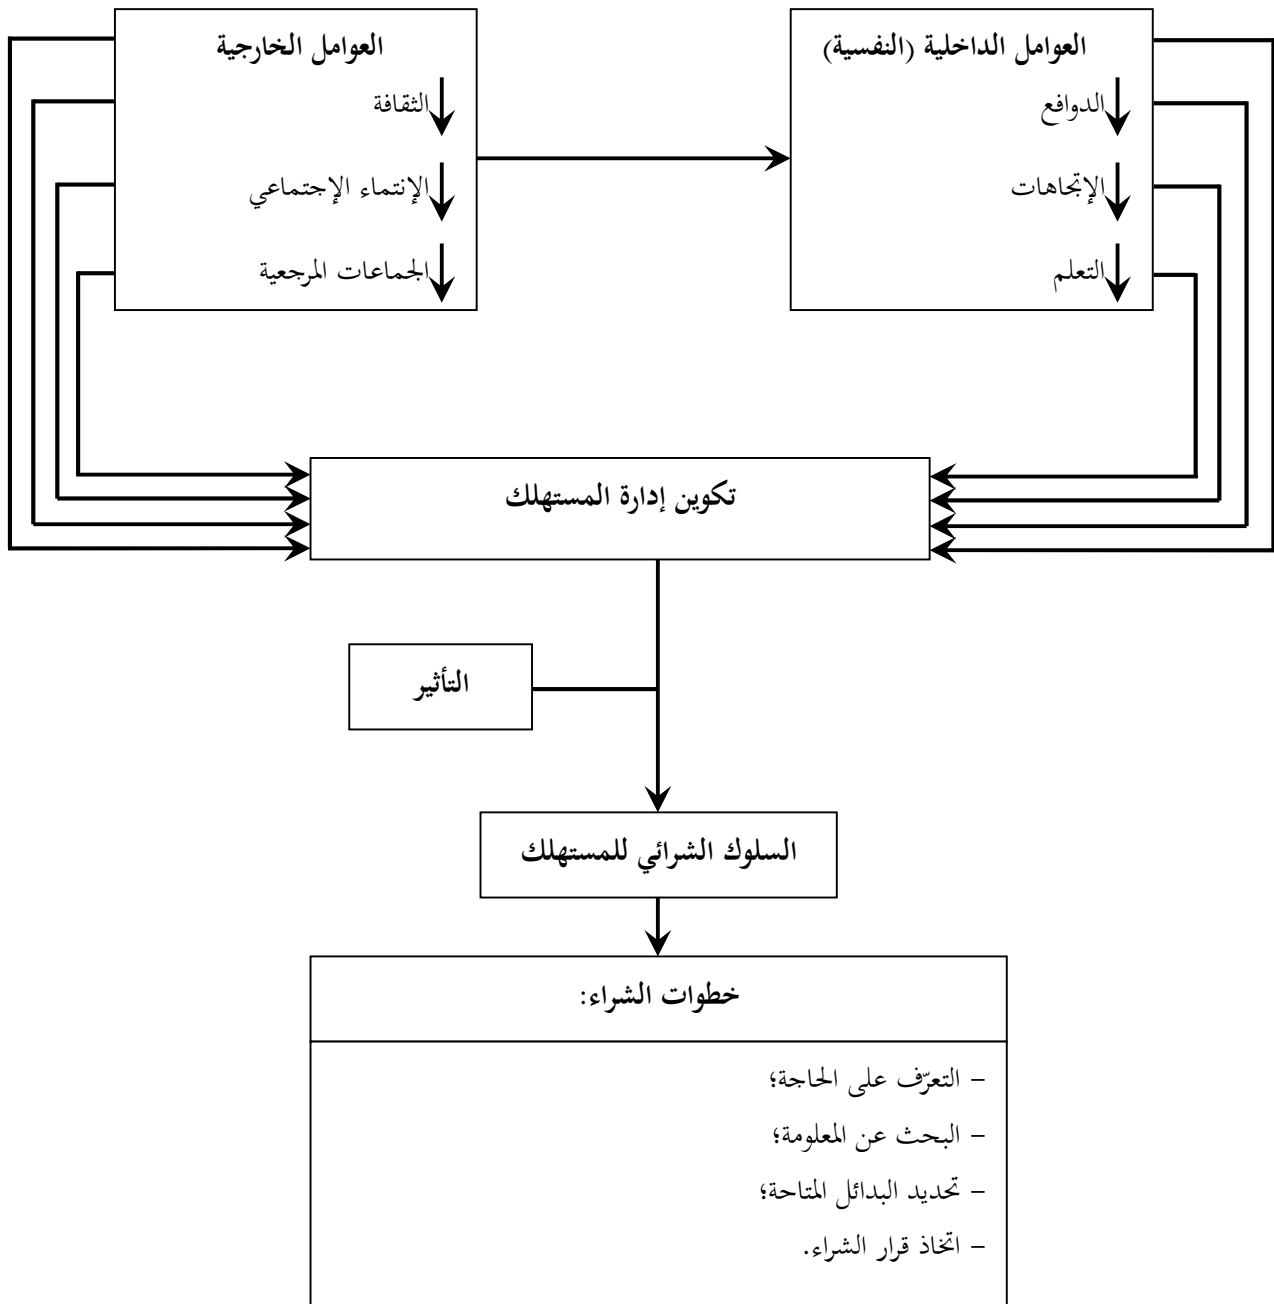 العوامل الداخلية (النفسية)
الدوافع
الإتجاهات
التعلم
العوامل الخارجية
الثقافة
الإنتماء الإجتماعي
الجماعات المرجعية
تكوين إدارة المستهلك
التأثير
السلوك الشرائي للمستهلك
خطوات الشراء:
– التعرّف على الحاجة؛
– البحث عن المعلومة؛
– تحديد البدائل المتاحة؛
– اتخاذ قرار الشراء.